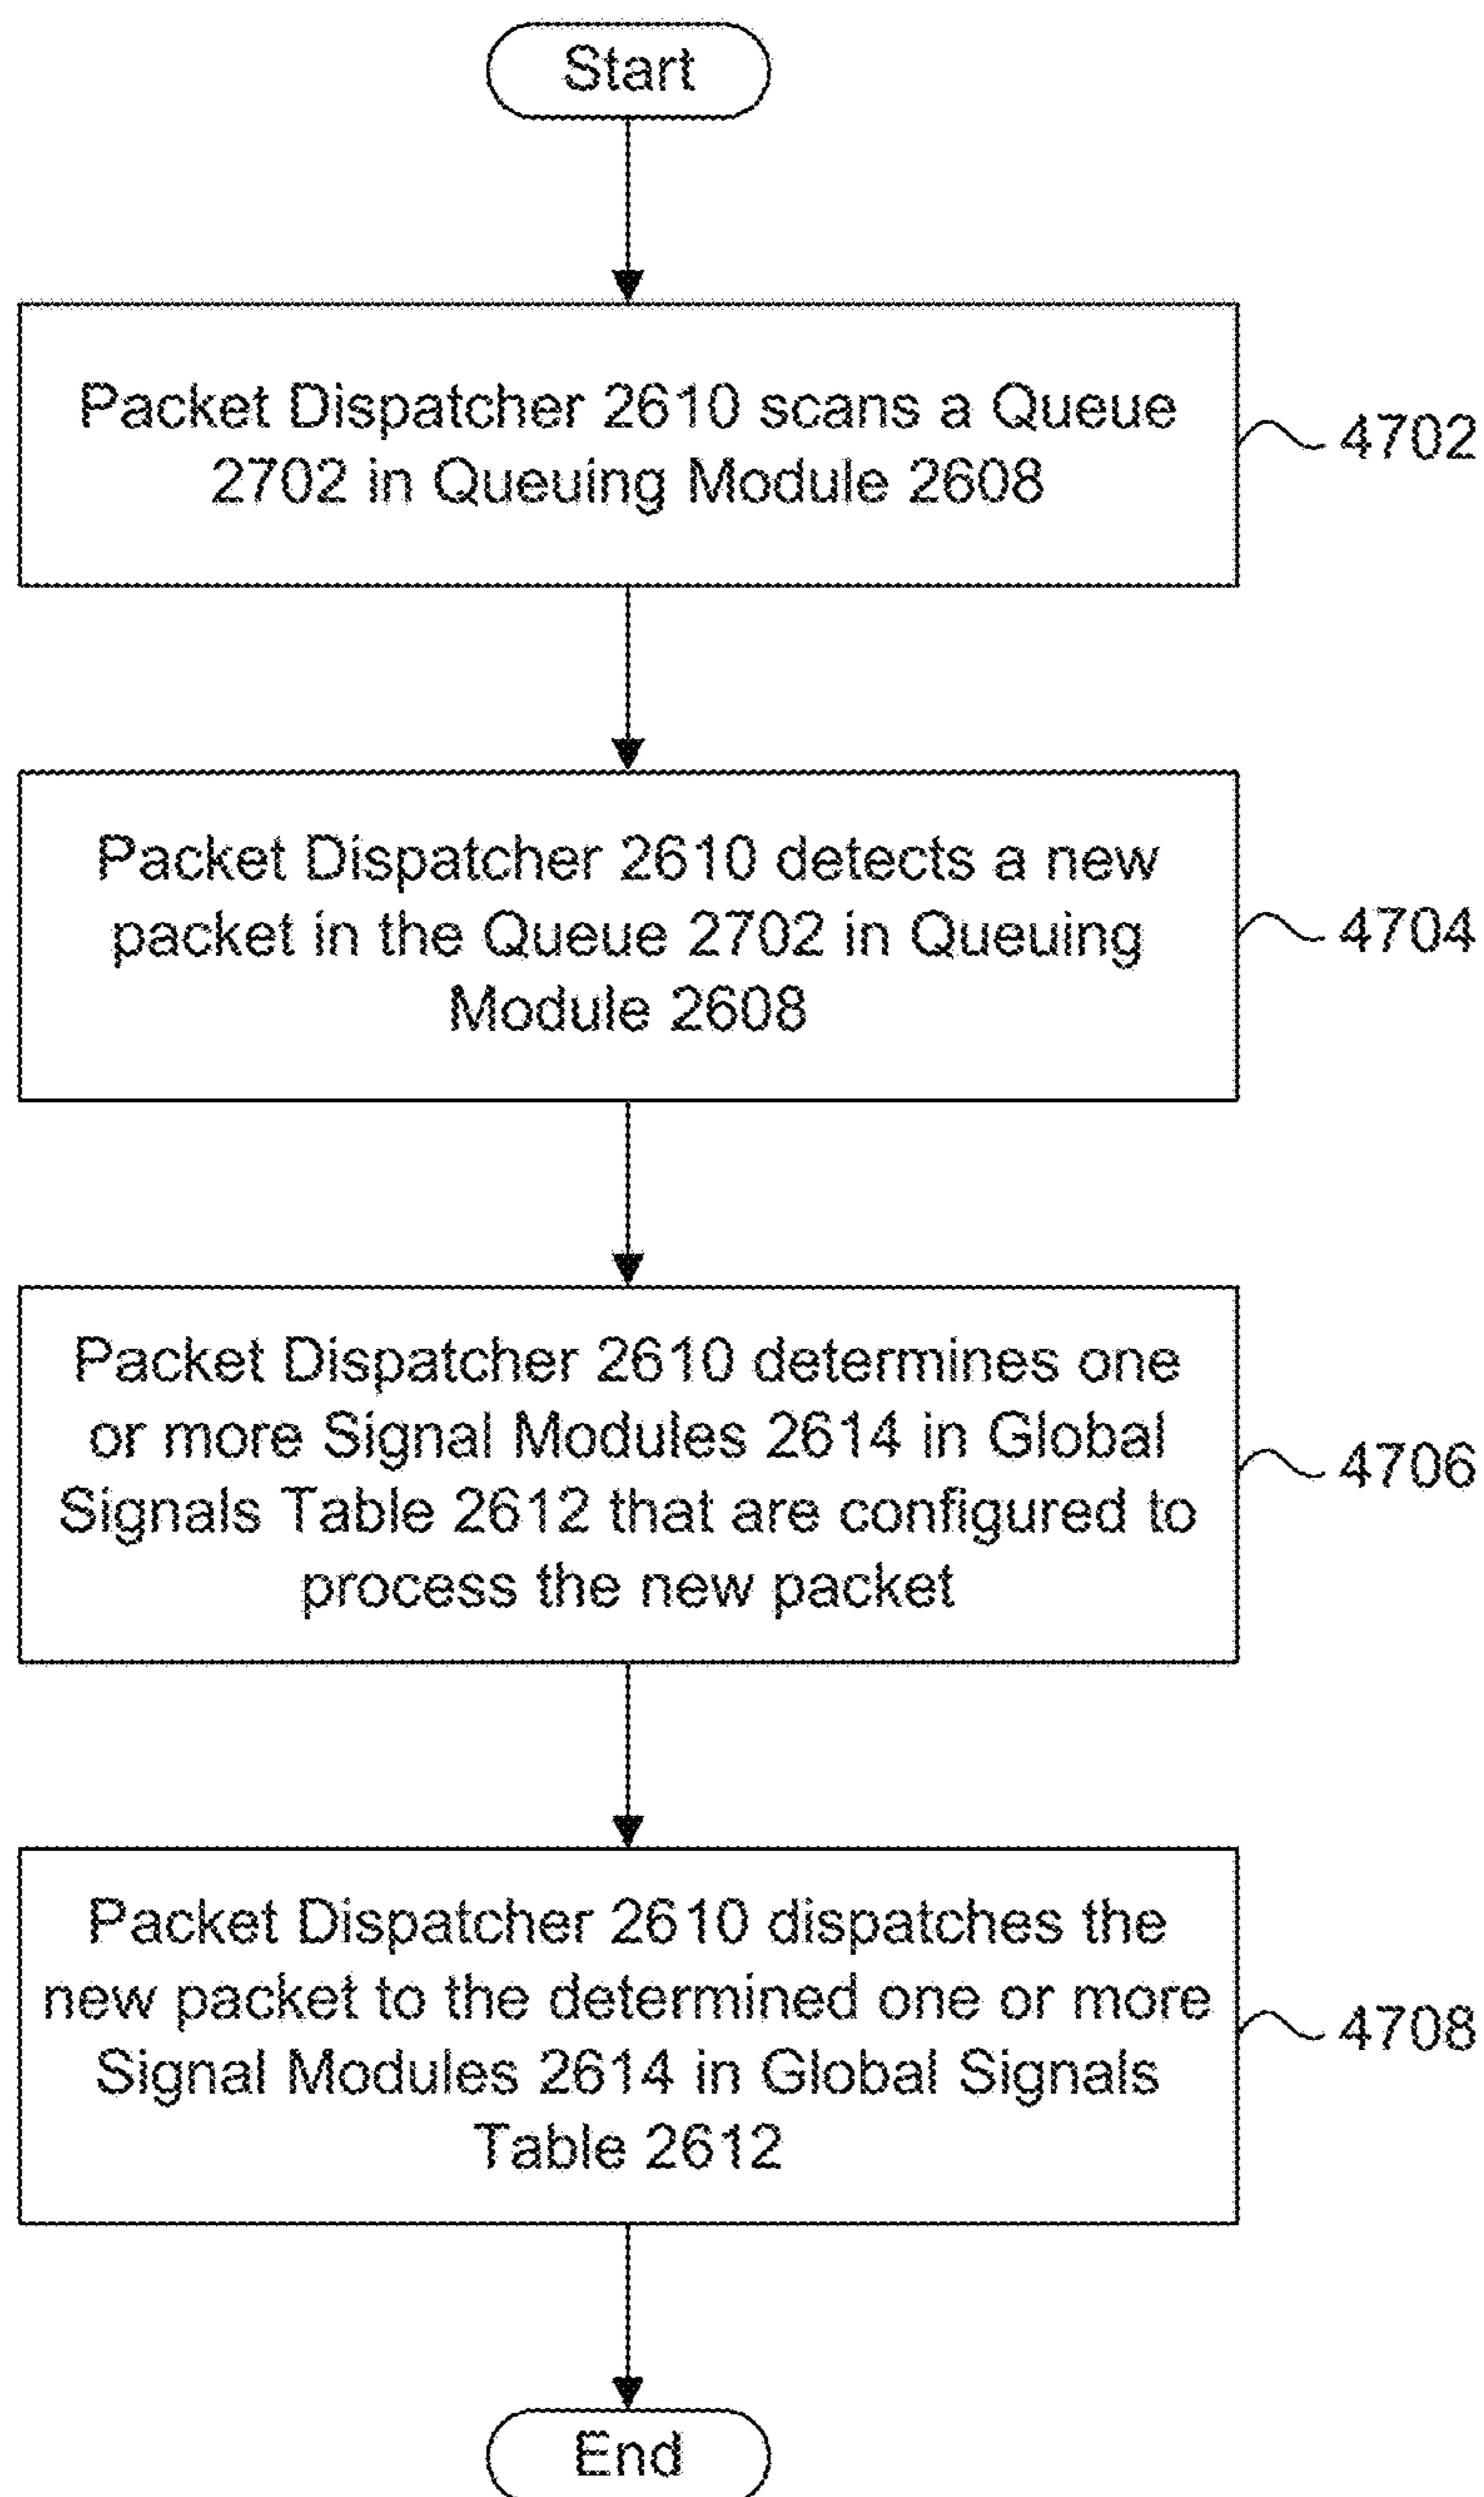 Start
Packet Dispatcher 2610 scans a Queue
2702 in Queuing Module 2608
4702
Packet Dispatcher 2610 detects a new
packet in the Queue 2702 in Queuing
Module 2608
4704
Packet Dispatcher 2610 determines one
or more Signal Modules 2614 in Global
Signals Table 2612 that are configured to
process the new packet
4706
Packet Dispatcher 2610 dispatches the
new packet to the determined one or more
Signal Modules 2614 in Global Signals
Table 2612
4708
End